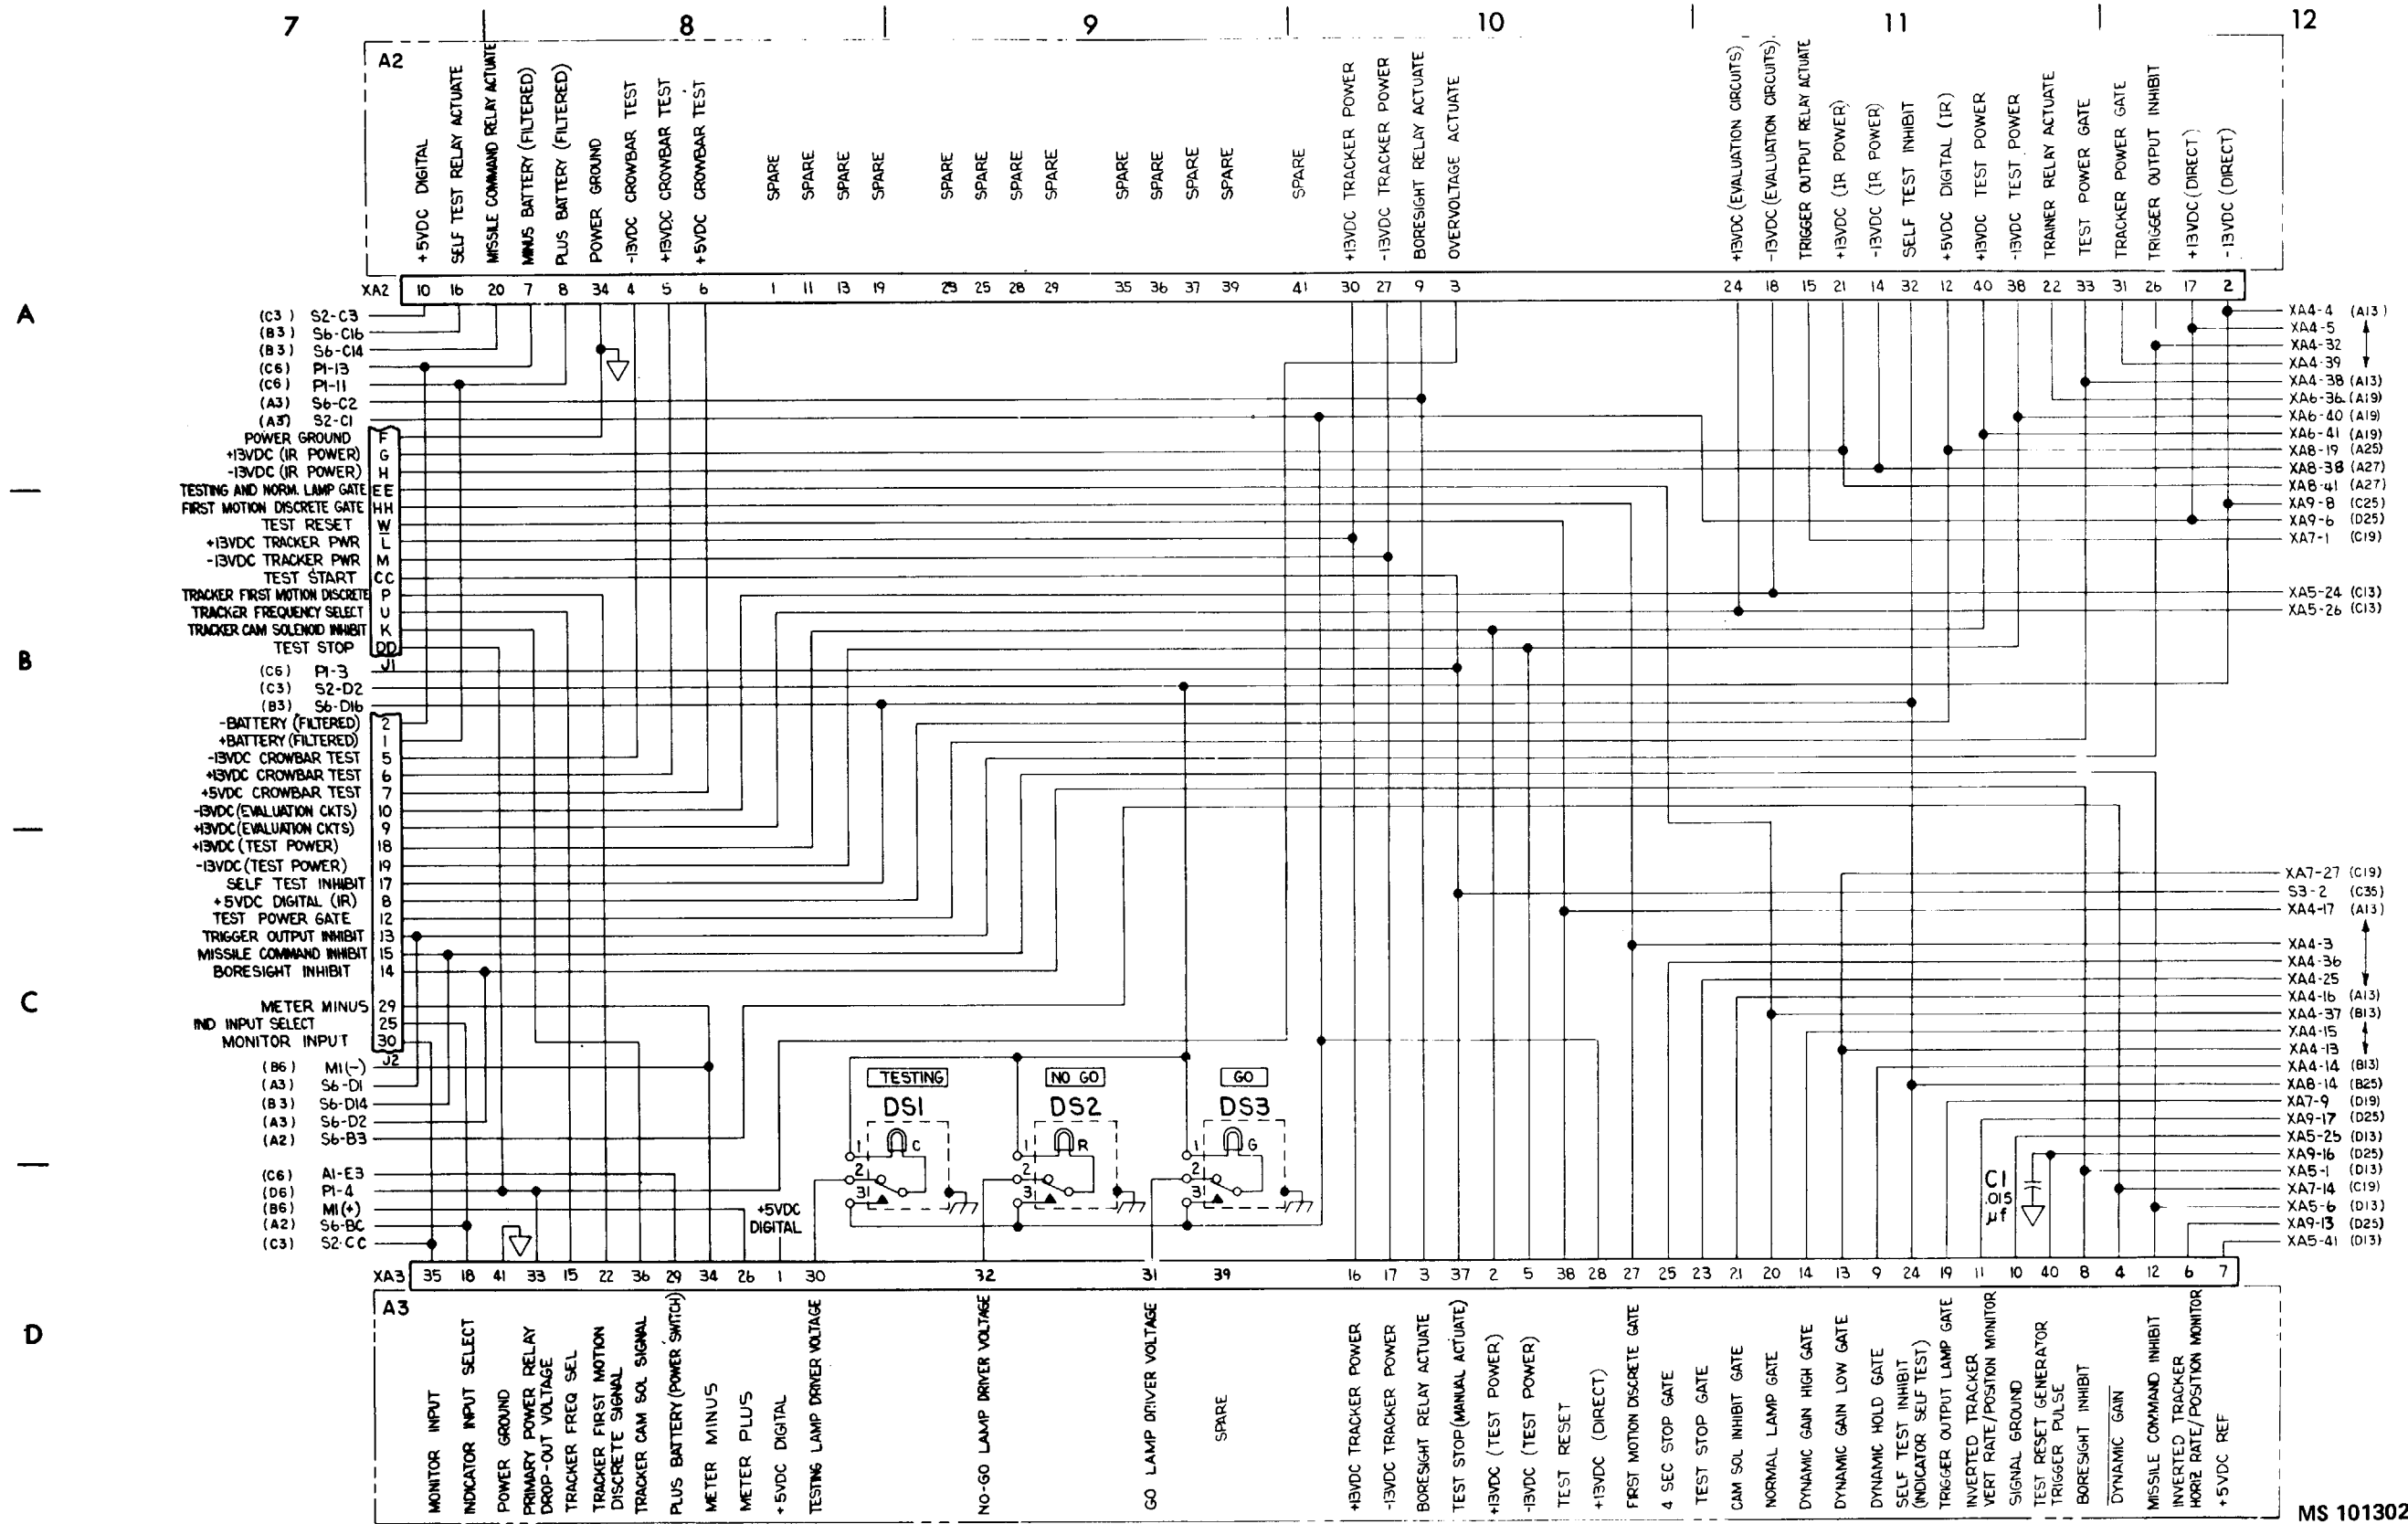 7 8 9 10 11 12
A2
+5VDC DIGITAL
SELF TEST RELAY ACTUATE
MISSILE COMMAND RELAY ACTUATE
MINUS BATTERY (FILTERED)
PLUS BATTERY (FILTERED)
POWER GROUND
-13VDC CROWBAR TEST
+13VDC CROWBAR TEST
+5VDC CROWBAR TEST
SPARE
SPARE
SPARE
SPARE
SPARE
SPARE
SPARE
SPARE
SPARE
SPARE
SPARE
SPARE
SPARE
+13VDC TRACKER POWER
-13VDC TRACKER POWER
BORESIGHT RELAY ACTUATE
OVERVOLTAGE ACTUATE
+13VDC (EVALUATION CIRCUITS)
-13VDC (EVALUATION CIRCUITS).
TRIGGER OUTPUT RELAY ACTUATE
+13VDC (IR POWER)
-13VDC (IR POWER)
SELF TEST INHIBIT
+5VDC DIGITAL (IR)
+13VDC TEST POWER
-13VDC TEST POWER
TRAINER RELAY ACTUATE
TEST POWER GATE
TRACKER POWER GATE
TRIGGER OUTPUT INHIBIT
+13VDC (DIRECT)
-13VDC (DIRECT)
XA2 10 16 20 7 8 34 4 5 6 1 11 13 19 23 25 28 29 35 36 37 39 41 30 27 9 3 24 18 15 21 14 32 12 40 38 22 33 31 26 17 2
A
B
C
D
(C3) S2-C3
(B3) S6-C16
(B3) S6-C14
(C6) P1-13
(C6) P1-11
(A3) S6-C2
(A3) S2-C1
POWER GROUND F
+13VDC (IR POWER) G
-13VDC (IR POWER) H
TESTING AND NORM. LAMP GATE EE
FIRST MOTION DISCRETE GATE HH
TEST RESET W
+13VDC TRACKER PWR L
-13VDC TRACKER PWR M
TEST START CC
TRACKER FIRST MOTION DISCRETE P
TRACKER FREQUENCY SELECT U
TRACKER CAM SOLENOID INHIBIT K
TEST STOP DD
J1
(C6) P1-3
(C3) S2-D2
(B3) S6-D16
-BATTERY (FILTERED) 2
+BATTERY (FILTERED) 1
-13VDC CROWBAR TEST 5
+13VDC CROWBAR TEST 6
+5VDC CROWBAR TEST 7
-13VDC (EVALUATION CKTS) 10
+13VDC (EVALUATION CKTS) 9
+13VDC (TEST POWER) 18
-13VDC (TEST POWER) 19
SELF TEST INHIBIT 17
+5VDC DIGITAL (IR) 8
TEST POWER GATE 12
TRIGGER OUTPUT INHIBIT 13
MISSILE COMMAND INHIBIT 15
BORESIGHT INHIBIT 14
METER MINUS 29
IND INPUT SELECT 25
MONITOR INPUT 30
J2
(B6) M1(-)
(A3) S6-D1
(B3) S6-D14
(A3) S6-D2
(A2) S6-B3
(C6) A1-E3
(D6) P1-4
(B6) M1(+)
(A2) S6-BC
(C3) S2-CC
TESTING
DS1
1 C
2
3
NO GO
DS2
1 R
2
3
GO
DS3
1 G
2
3
+5VDC
DIGITAL
C1
.015
µf
XA4-4 (A13)
XA4-5
XA4-32
XA4-39
XA4-38 (A13)
XA6-36 (A19)
XA6-40 (A19)
XA6-41 (A19)
XA8-19 (A25)
XA8-38 (A27)
XA8-41 (A27)
XA9-8 (C25)
XA9-6 (D25)
XA7-1 (C19)
XA5-24 (C13)
XA5-26 (C13)
XA7-27 (C19)
S3-2 (C35)
XA4-17 (A13)
XA4-3
XA4-36
XA4-25
XA4-16 (A13)
XA4-37 (B13)
XA4-15
XA4-13
XA4-14 (B13)
XA8-14 (B25)
XA7-9 (D19)
XA9-17 (D25)
XA5-25 (D13)
XA9-16 (D25)
XA5-1 (D13)
XA7-14 (C19)
XA5-6 (D13)
XA9-13 (D25)
XA5-41 (D13)
XA3 35 18 41 33 15 22 36 29 34 26 1 30 32 31 39 16 17 3 37 2 5 38 28 27 25 23 21 20 14 13 9 24 19 11 10 40 8 4 12 6 7
A3
MONITOR INPUT
INDICATOR INPUT SELECT
POWER GROUND
PRIMARY POWER RELAY
DROP-OUT VOLTAGE
TRACKER FREQ SEL
TRACKER FIRST MOTION
DISCRETE SIGNAL
TRACKER CAM SOL SIGNAL
PLUS BATTERY (POWER SWITCH)
METER MINUS
METER PLUS
+5VDC DIGITAL
TESTING LAMP DRIVER VOLTAGE
NO-GO LAMP DRIVER VOLTAGE
GO LAMP DRIVER VOLTAGE
SPARE
+13VDC TRACKER POWER
-13VDC TRACKER POWER
BORESIGHT RELAY ACTUATE
TEST STOP (MANUAL ACTUATE)
+13VDC (TEST POWER)
-13VDC (TEST POWER)
TEST RESET
+13VDC (DIRECT)
FIRST MOTION DISCRETE GATE
4 SEC STOP GATE
TEST STOP GATE
CAM SOL INHIBIT GATE
NORMAL LAMP GATE
DYNAMIC GAIN HIGH GATE
DYNAMIC GAIN LOW GATE
DYNAMIC HOLD GATE
SELF TEST INHIBIT
(INDICATOR SELF TEST)
TRIGGER OUTPUT LAMP GATE
INVERTED TRACKER
VERT RATE/POSITION MONITOR
SIGNAL GROUND
TEST RESET GENERATOR
TRIGGER PULSE
BORESIGHT INHIBIT
DYNAMIC GAIN
MISSILE COMMAND INHIBIT
INVERTED TRACKER
HORIZ RATE/POSITION MONITOR
+5VDC REF
MS 101302